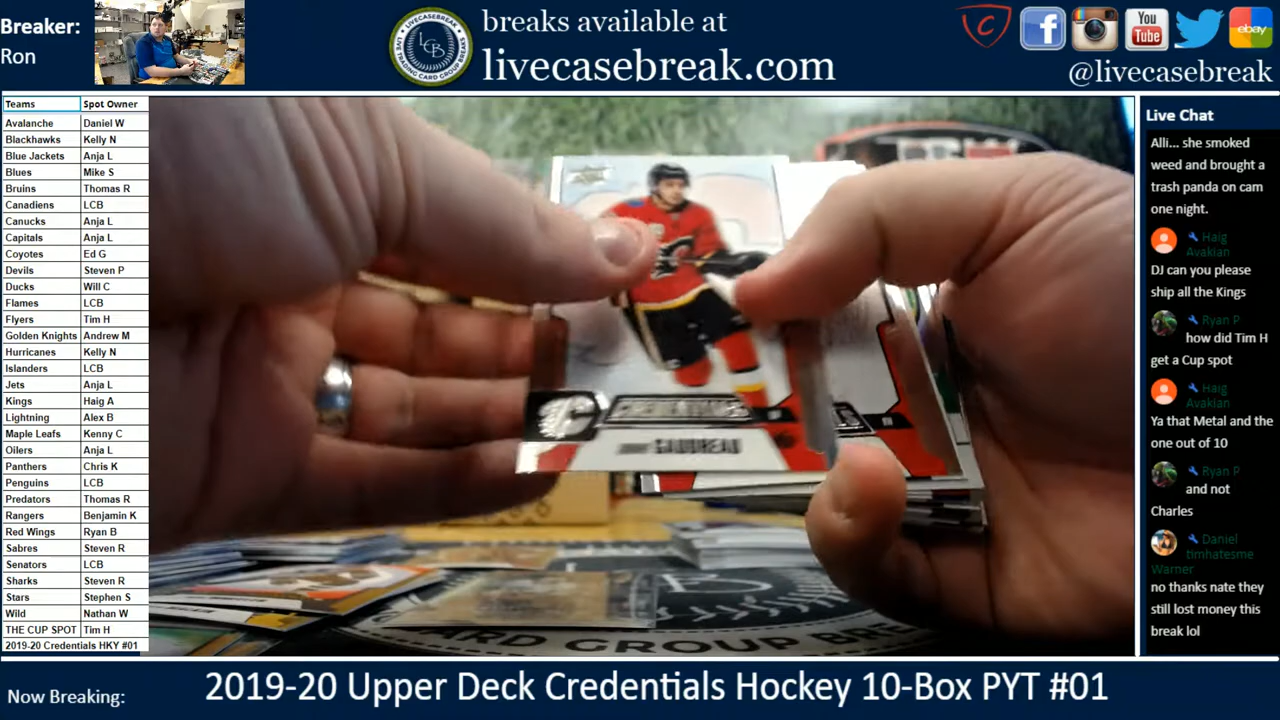 Breaker:
Ron
LCB
breaks available at
livecasebreak.com
You
Tube
ebay
@livecasebreak
Teams Spot Owner
Avalanche Daniel W
Blackhawks Kelly N
Blue Jackets Anja L
Blues Mike S
Bruins Thomas R
Canadiens LCB
Canucks Anja L
Capitals Anja L
Coyotes Ed G
Devils Steven P
Ducks Will C
Flames LCB
Flyers Tim H
Golden Knights Andrew M
Hurricanes Kelly N
Islanders LCB
Jets Anja L
Kings Haig A
Lightning Alex B
Maple Leafs Kenny C
Oilers Anja L
Panthers Chris K
Penguins LCB
Predators Thomas R
Rangers Benjamin K
Red Wings Ryan B
Sabres Steven R
Senators LCB
Sharks Steven R
Stars Stephen S
Wild Nathan W
THE CUP SPOT Tim H
2019-20 Credentials HKY #01
GAUDREAU
CARD GROUP BRE
Live Chat
Alli... she smoked
weed and brought a
trash panda on cam
one night.
Haig
Avakian
DJ can you please
ship all the Kings
Ryan P
how did Tim H
get a Cup spot
Haig
Avakian
Ya that Metal and the
one out of 10
Ryan P
and not
Charles
Daniel
timhatesme
Warner
no thanks nate they
still lost money this
break lol
Now Breaking:
2019-20 Upper Deck Credentials Hockey 10-Box PYT #01